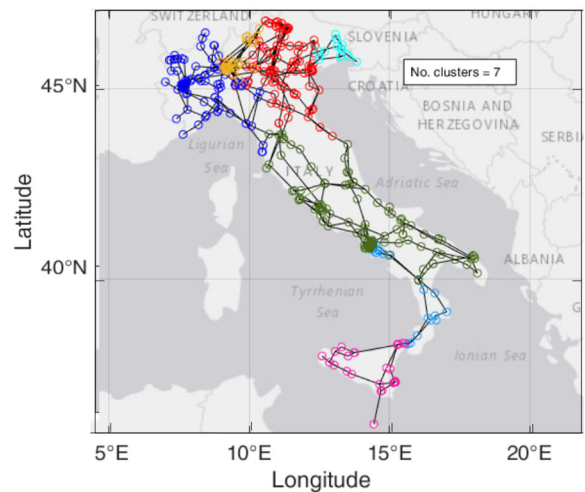 SWITZERLAND
HUNGARY
SLOVENIA
No. clusters = 7
45°N
CROATIA
BOSNIA AND
HERZEGOVINA
SERBI
Ligurian
Sea
ITALY
Adriatic Sea
Latitude
40°N
ALBANIA
Tyrrhenian
Sea
G
Ionian Sea
5°E
10°E
15°E
20°E
Longitude